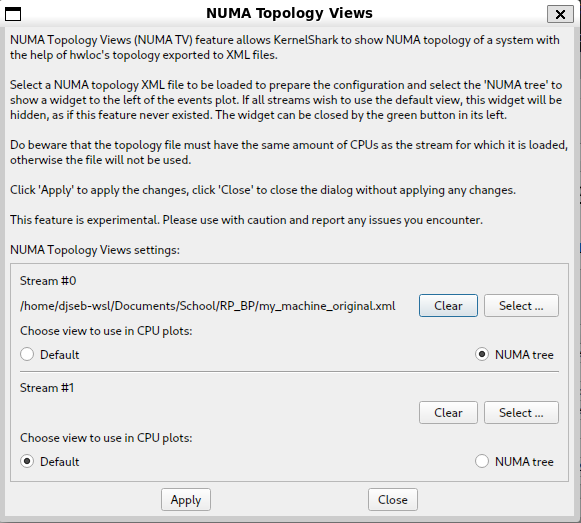 NUMA Topology Views
NUMA Topology Views (NUMA TV) feature allows KernelShark to show NUMA topology of a system with
the help of hwloc's topology exported to XML files.
Select a NUMA topology XML file to be loaded to prepare the configuration and select the 'NUMA tree' to
show a widget to the left of the events plot. If all streams wish to use the default view, this widget will be
hidden, as if this feature never existed. The widget can be closed by the green button in its left.
Do beware that the topology file must have the same amount of CPUs as the stream for which it is loaded,
otherwise the file will not be used.
Click 'Apply' to apply the changes, click 'Close' to close the dialog without applying any changes.
This feature is experimental. Please use with caution and report any issues you encounter.
NUMA Topology Views settings:
Stream #0
/home/djseb-wsl/Documents/School/RP_BP/my_machine_original.xml Clear Select ...
Choose view to use in CPU plots:
Default NUMA tree
Stream #1
Clear Select ...
Choose view to use in CPU plots:
Default NUMA tree
Apply Close